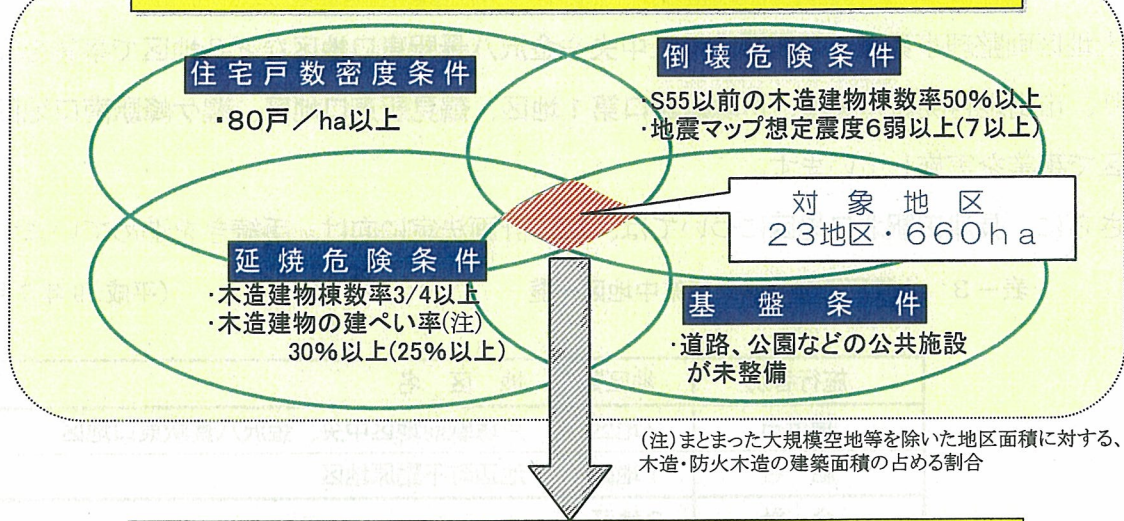 住宅戸数密度条件
・80戸/ha以上
倒壊危険条件
・S55以前の木造建物棟数率50%以上
・地震マップ想定震度6弱以上(7以上)
対象地区
23地区・660ha
延焼危険条件
・木造建物棟数率3/4以上
・木造建物の建ぺい率(注)
30%以上(25%以上)
基盤条件
・道路、公園などの公共施設
が未整備
(注)まとまった大規模空地等を除いた地区面積に対する、
木造・防火木造の建築面積の占める割合